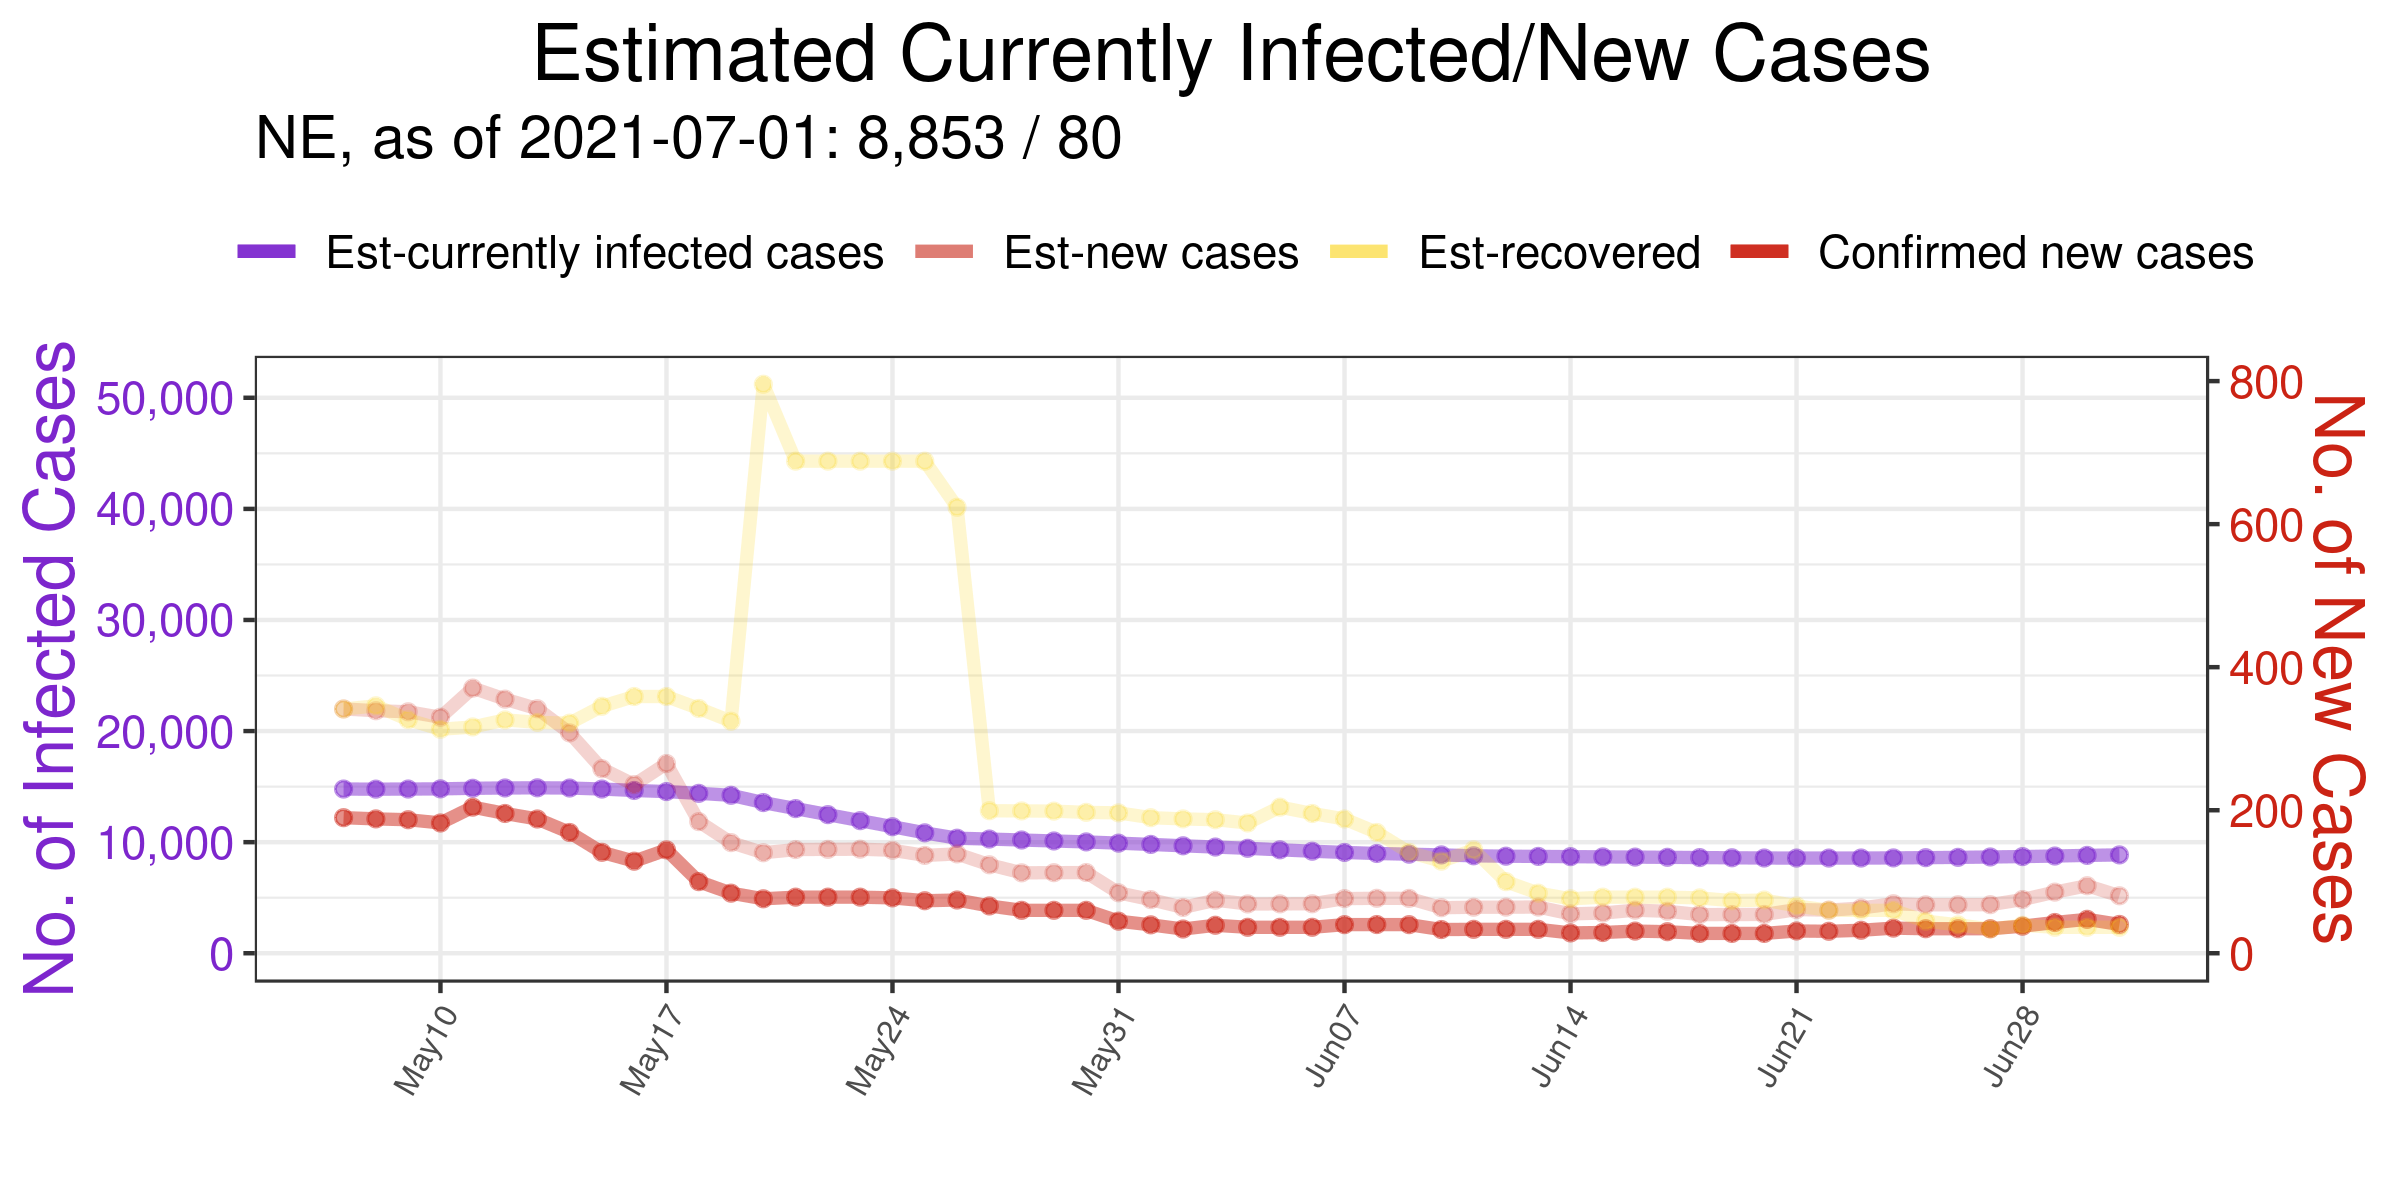 Estimated Currently Infected/New Cases
NE, as of 2021-07-01: 8,853 / 80
Est-currently infected cases Est-new cases Est-recovered Confirmed new cases
No. of Infected Cases
50,000
40,000
30,000
20,000
10,000
0
800
600
400
200
0
No. of New Cases
May10 May17 May24 May31 Jun07 Jun14 Jun21 Jun28